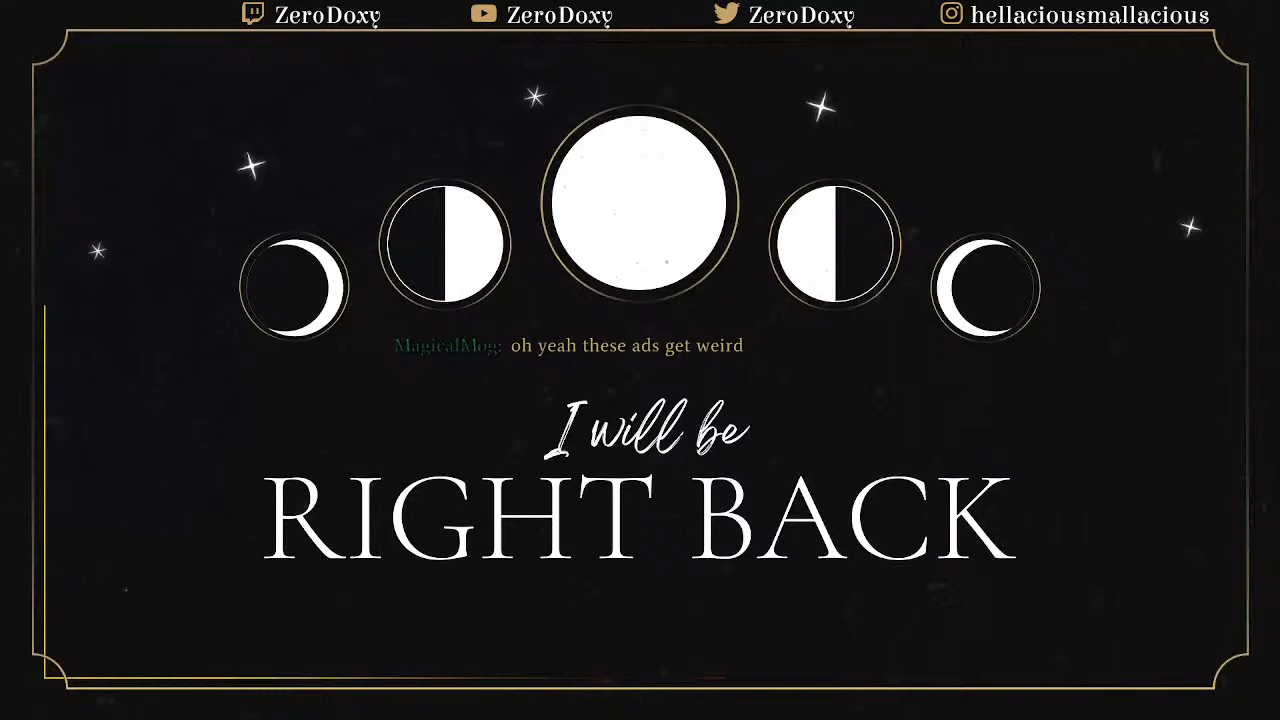 ZeroDoxy ZeroDoxy ZeroDoxy hellaciousmallacious
MagicalMog: oh yeah these ads get weird
I will be
RIGHT BACK